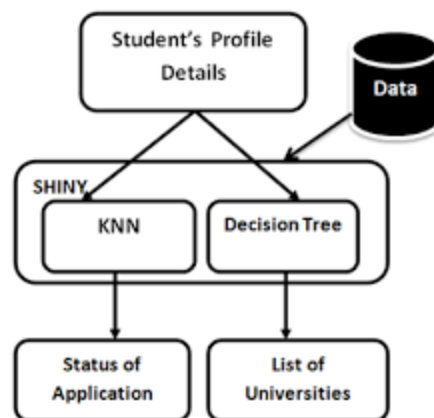 Student's Profile
Details
Data
SHINY
KNN
Decision Tree
Status of
Application
List of
Universities